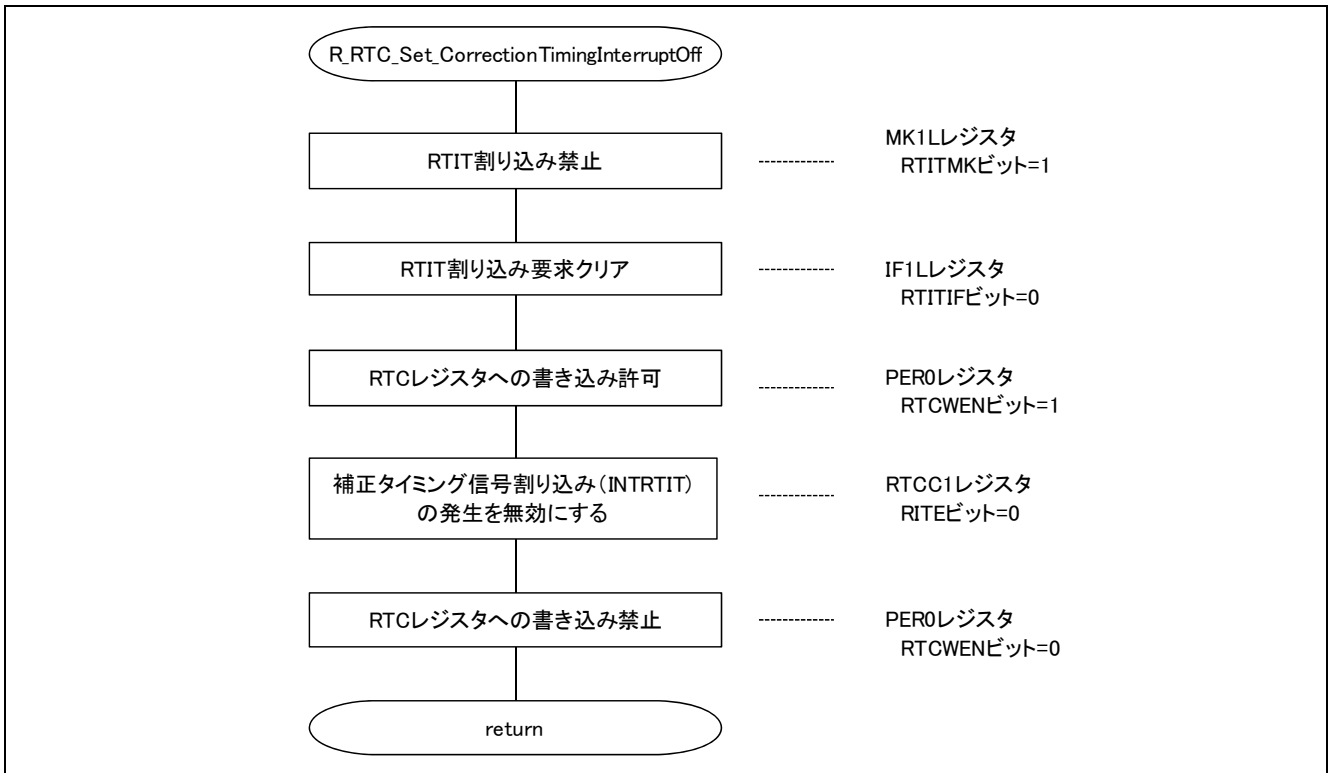 R_RTC_Set_CorrectionTimingInterruptOff
RTIT割り込み禁止
MK1Lレジスタ
RTITMKビット=1
RTIT割り込み要求クリア
IF1Lレジスタ
RTITIFビット=0
RTCレジスタへの書き込み許可
PER0レジスタ
RTCWENビット=1
補正タイミング信号割り込み(INTRTIT)
の発生を無効にする
RTCC1レジスタ
RITEビット=0
RTCレジスタへの書き込み禁止
PER0レジスタ
RTCWENビット=0
return